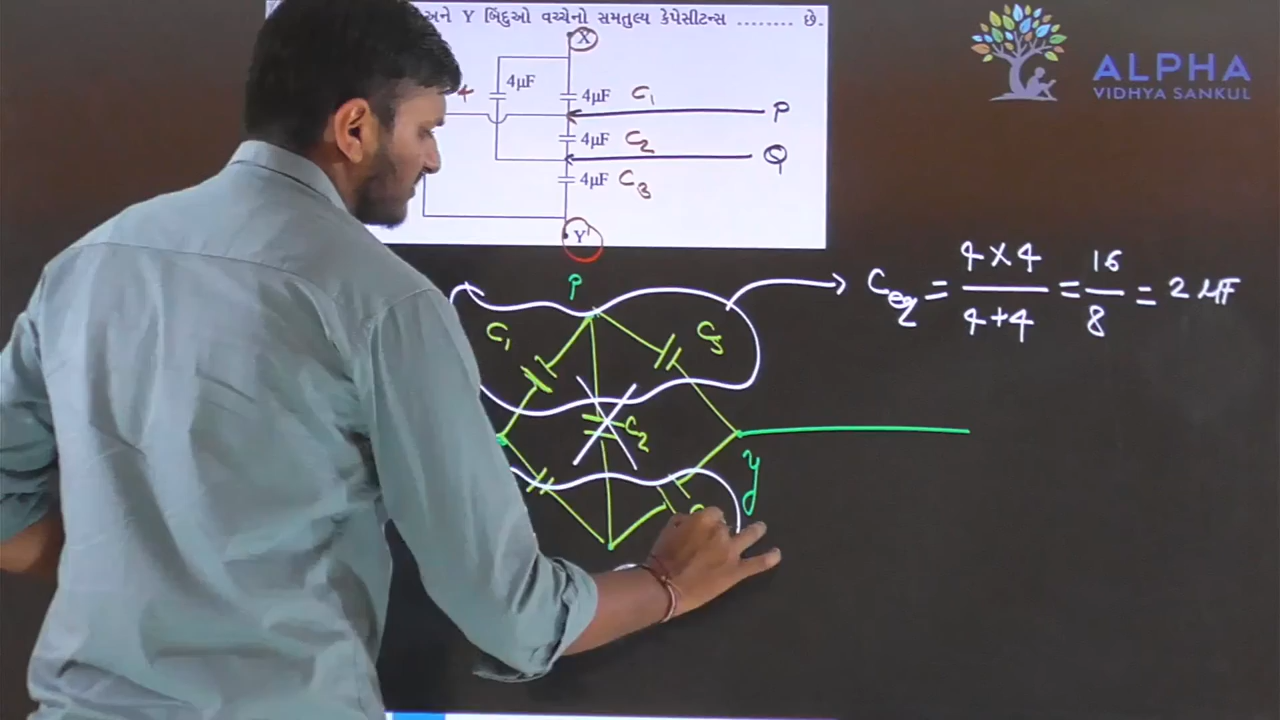 અને Y બિંદુઓ વચ્ચેનો સમતુલ્ય કેપેસીટન્સ ........ છે.
X
ALPHA
VIDHYA SANKUL
4μF
4
4μF C1
P
4μF C2
Q
4μF C3
Y
P
Ceq = 4×4 / 4+4 = 16 / 8 = 2 μF
C1
C3
C2
y